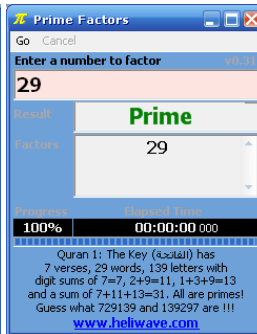 π Prime Factors
Go Cancel
Enter a number to factor v0.31
29
Result Prime
Factors 29
Progress Elapsed Time
100% 00:00:00 000
Quran 1: The Key (الفاتحة) has
7 verses, 29 words, 139 letters with
digit sums of 7=7, 2+9=11, 1+3+9=13
and a sum of 7+11+13=31. All are primes!
Guess what 729139 and 139297 are !!!
www.heliwave.com